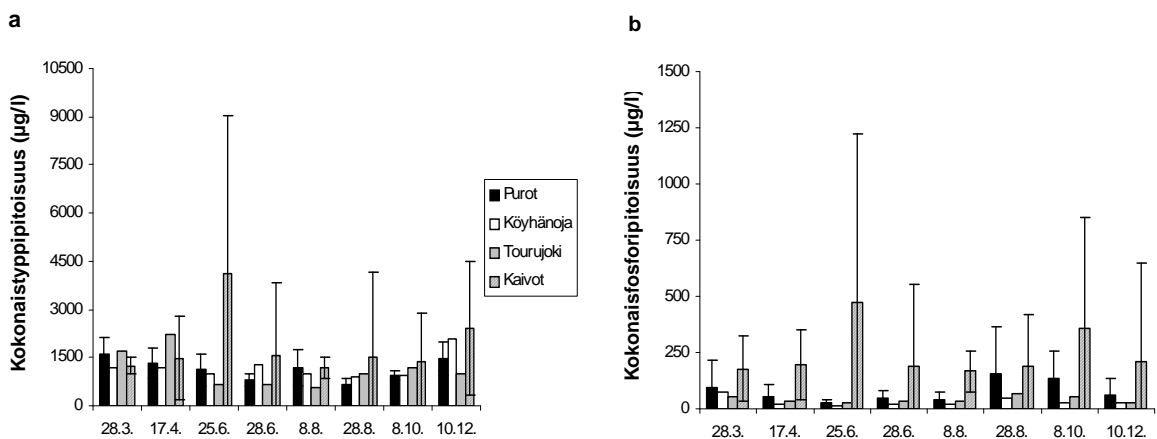 a
Kokonaistyppipitoisuus (µg/l)
10500
9000
7500
6000
4500
3000
1500
0
28.3. 17.4. 25.6. 28.6. 8.8. 28.8. 8.10. 10.12.
Purot
Köyhänoja
Tourujoki
Kaivot
b
Kokonaisfosforipitoisuus (µg/l)
1500
1250
1000
750
500
250
0
28.3. 17.4. 25.6. 28.6. 8.8. 28.8. 8.10. 10.12.